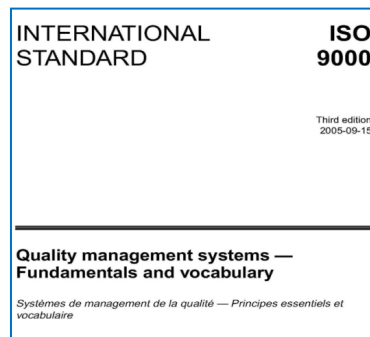 INTERNATIONAL STANDARD
ISO 9000
Third edition
2005-09-15
Quality management systems —
Fundamentals and vocabulary
Systèmes de management de la qualité — Principes essentiels et
vocabulaire